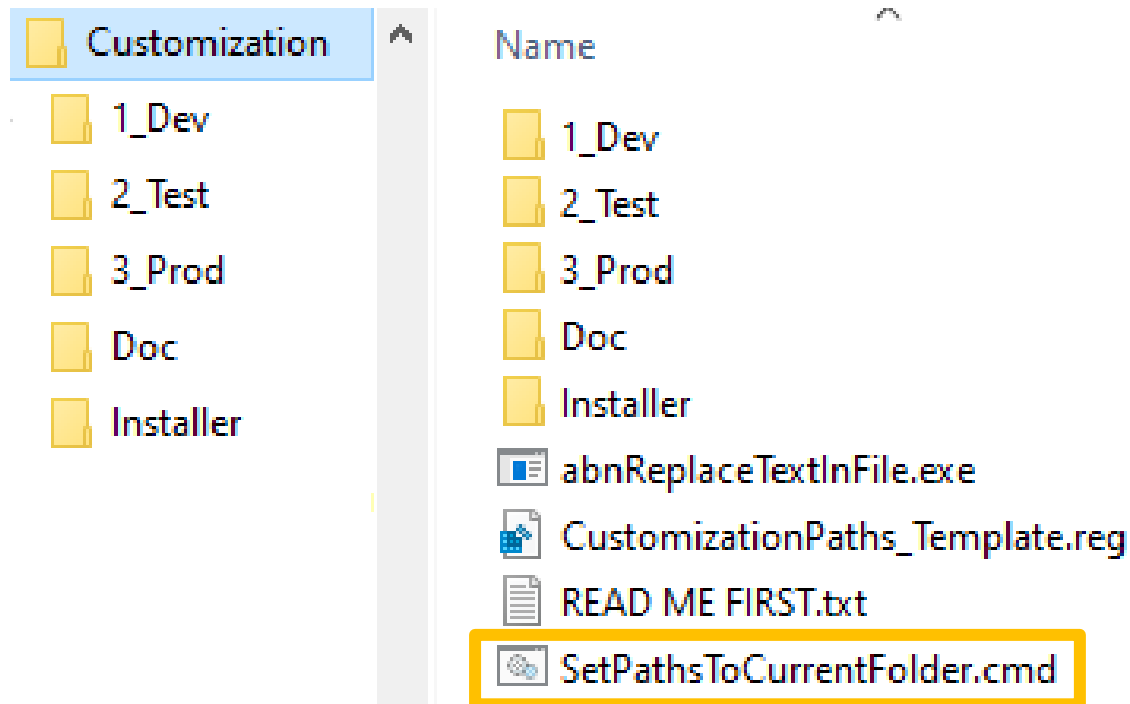 Customization
1_Dev
2_Test
3_Prod
Doc
Installer
Name
1_Dev
2_Test
3_Prod
Doc
Installer
abnReplaceTextInFile.exe
CustomizationPaths_Template.reg
READ ME FIRST.txt
SetPathsToCurrentFolder.cmd